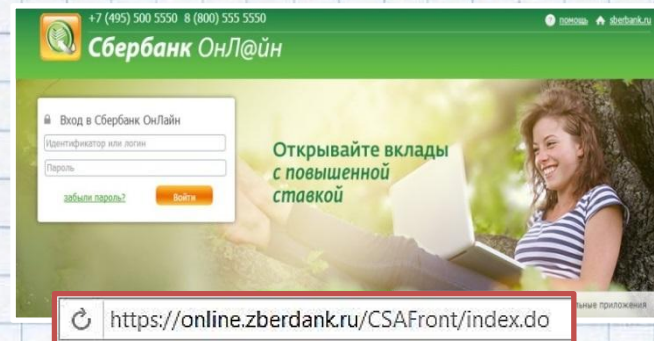 +7 (495) 500 5550 8 (800) 555 5550
помощь sberbank.ru
Сбербанк ОнЛ@йн
Вход в Сбербанк ОнЛайн
Идентификатор или логин
Пароль
забыли пароль?
Войти
Открывайте вклады
с повышенной
ставкой
приложения
https://online.zberdank.ru/CSAFront/index.do